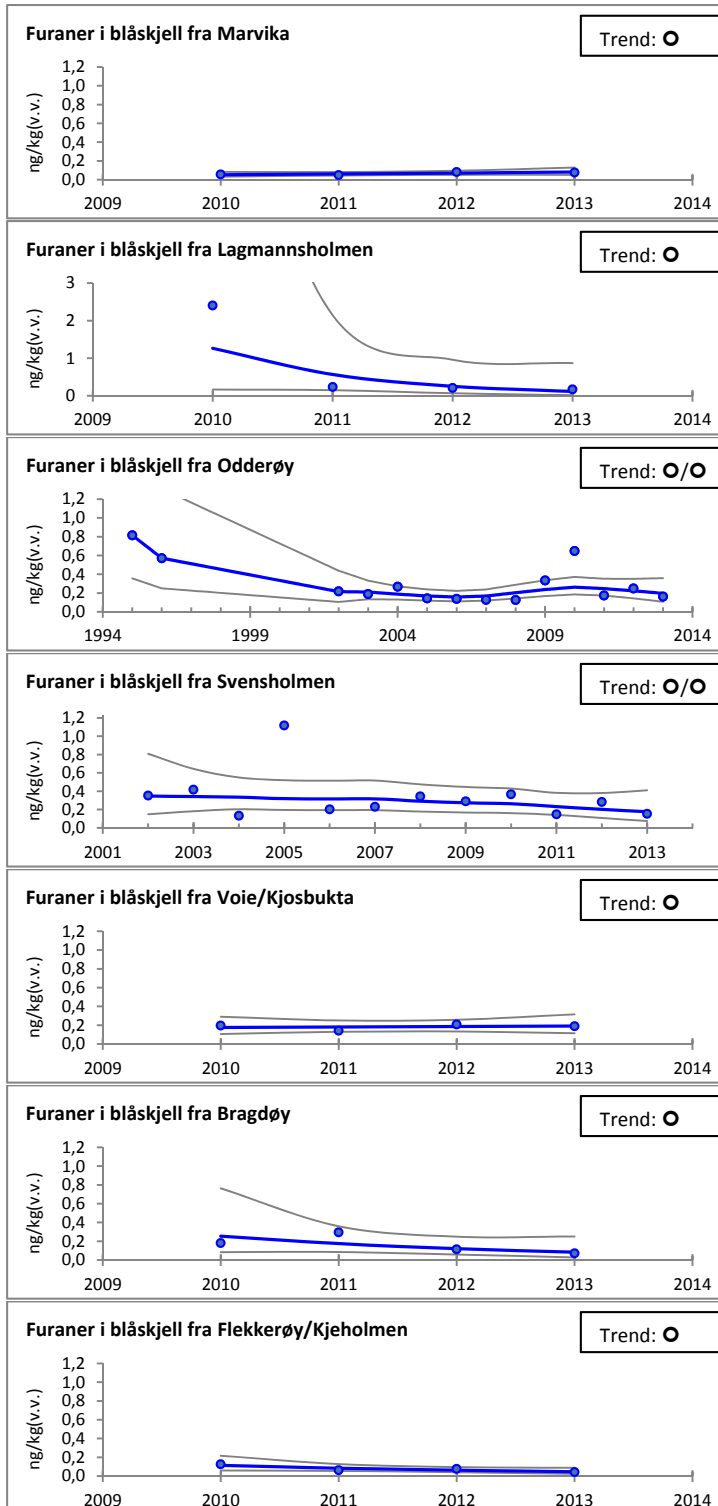 Furaner i blåskjell fra Marvika
Trend: O
ng/kg(v.v.)
1,2
1,0
0,8
0,6
0,4
0,2
0,0
2009 2010 2011 2012 2013 2014
Furaner i blåskjell fra Lagmannsholmen
Trend: O
ng/kg(v.v.)
3
2
1
0
2009 2010 2011 2012 2013 2014
Furaner i blåskjell fra Odderøy
Trend: O/O
ng/kg(v.v.)
1,2
1,0
0,8
0,6
0,4
0,2
0,0
1994 1999 2004 2009 2014
Furaner i blåskjell fra Svensholmen
Trend: O/O
ng/kg(v.v.)
1,2
1,0
0,8
0,6
0,4
0,2
0,0
2001 2003 2005 2007 2009 2011 2013
Furaner i blåskjell fra Voie/Kjosbukta
Trend: O
ng/kg(v.v.)
1,2
1,0
0,8
0,6
0,4
0,2
0,0
2009 2010 2011 2012 2013 2014
Furaner i blåskjell fra Bragdøy
Trend: O
ng/kg(v.v.)
1,2
1,0
0,8
0,6
0,4
0,2
0,0
2009 2010 2011 2012 2013 2014
Furaner i blåskjell fra Flekkerøy/Kjeholmen
Trend: O
ng/kg(v.v.)
1,2
1,0
0,8
0,6
0,4
0,2
0,0
2009 2010 2011 2012 2013 2014